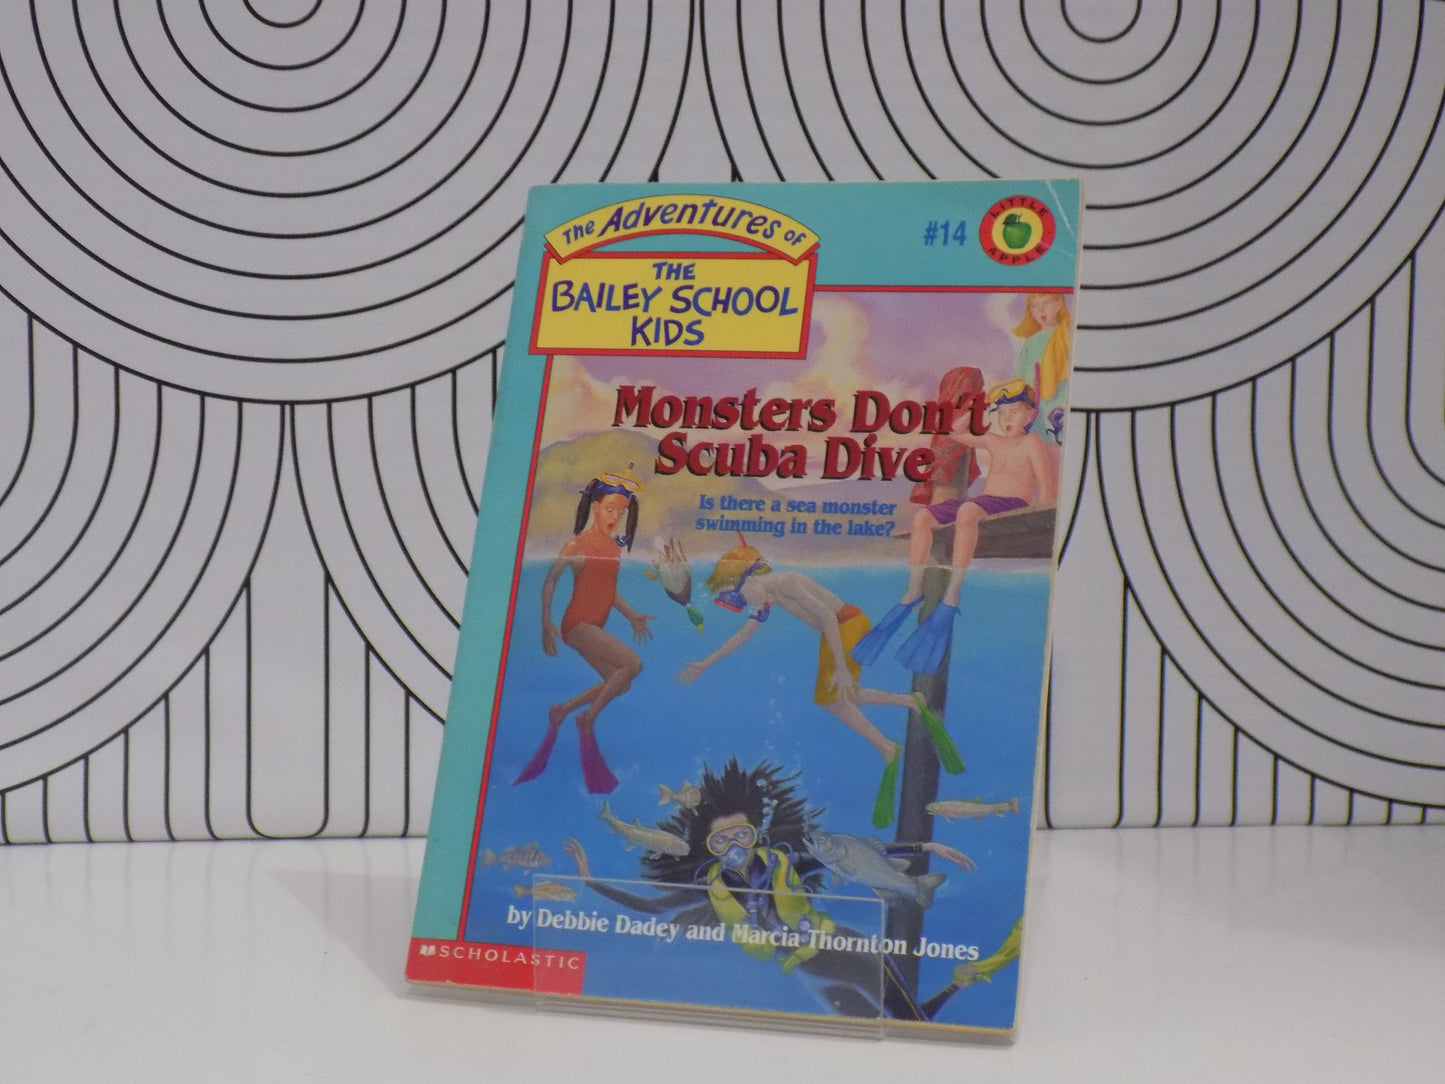 The Adventures of
THE
BAILEY SCHOOL
KIDS
#14
LITTLE
APPLE
Monsters Don't
Scuba Dive
Is there a sea monster
swimming in the lake?
by Debbie Dadey and Marcia Thornton Jones
SCHOLASTIC